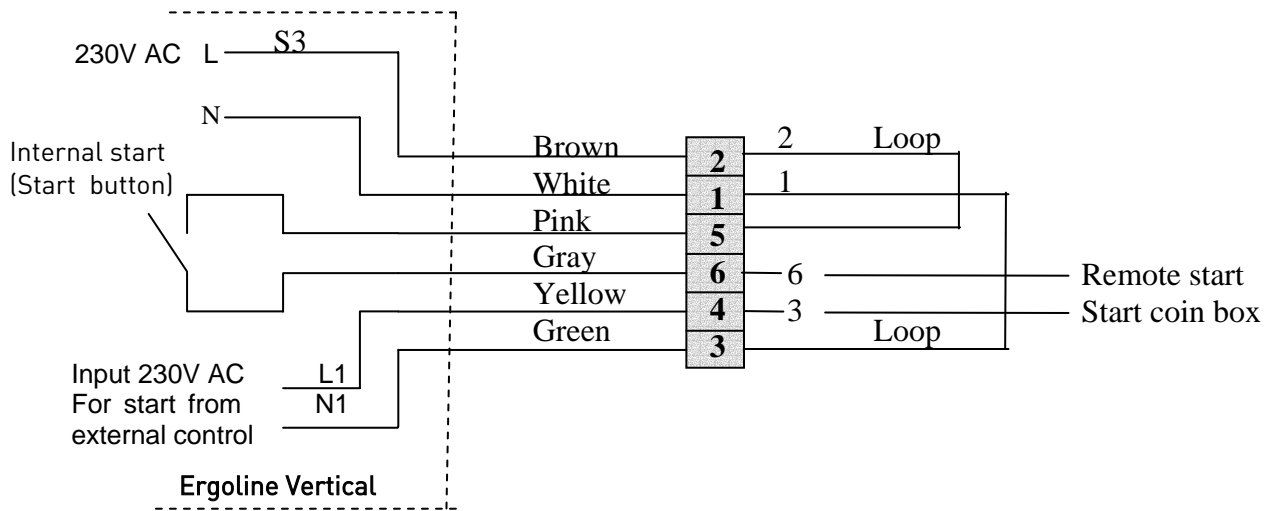 230V AC L S3
N
Internal start
(Start button)
Brown 2 2 Loop
White 1 1
Pink 5
Gray 6 6 Remote start
Yellow 4 3 Start coin box
Green 3 Loop
Input 230V AC L1
For start from N1
external control
Ergoline Vertical